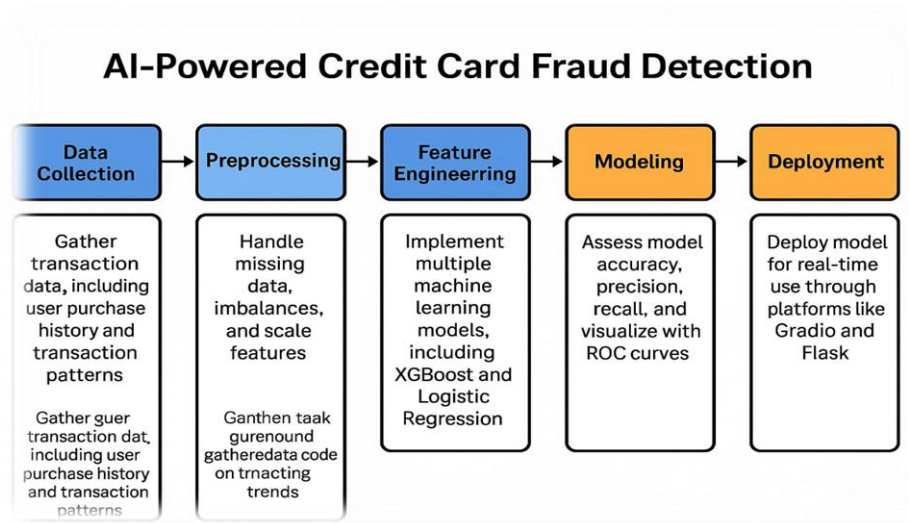 AI-Powered Credit Card Fraud Detection
Data
Collection
Preprocessing
Feature
Engineerring
Modeling
Deployment
Gather
transaction
data, including
user purchase
history and
transaction
patterns
Gather guer
transaction dat,
including user
purchase history
and transaction
patterns
Handle
missing
data,
imbalances,
and scale
features
Ganthen taak
gurenound
gatheredata code
on trnacting
trends
Implement
multiple
machine
learning
models,
including
XGBoost and
Logistic
Regression
Assess model
accuracy,
precision,
recall, and
visualize with
ROC curves
Deploy model
for real-time
use through
platforms like
Gradio and
Flask